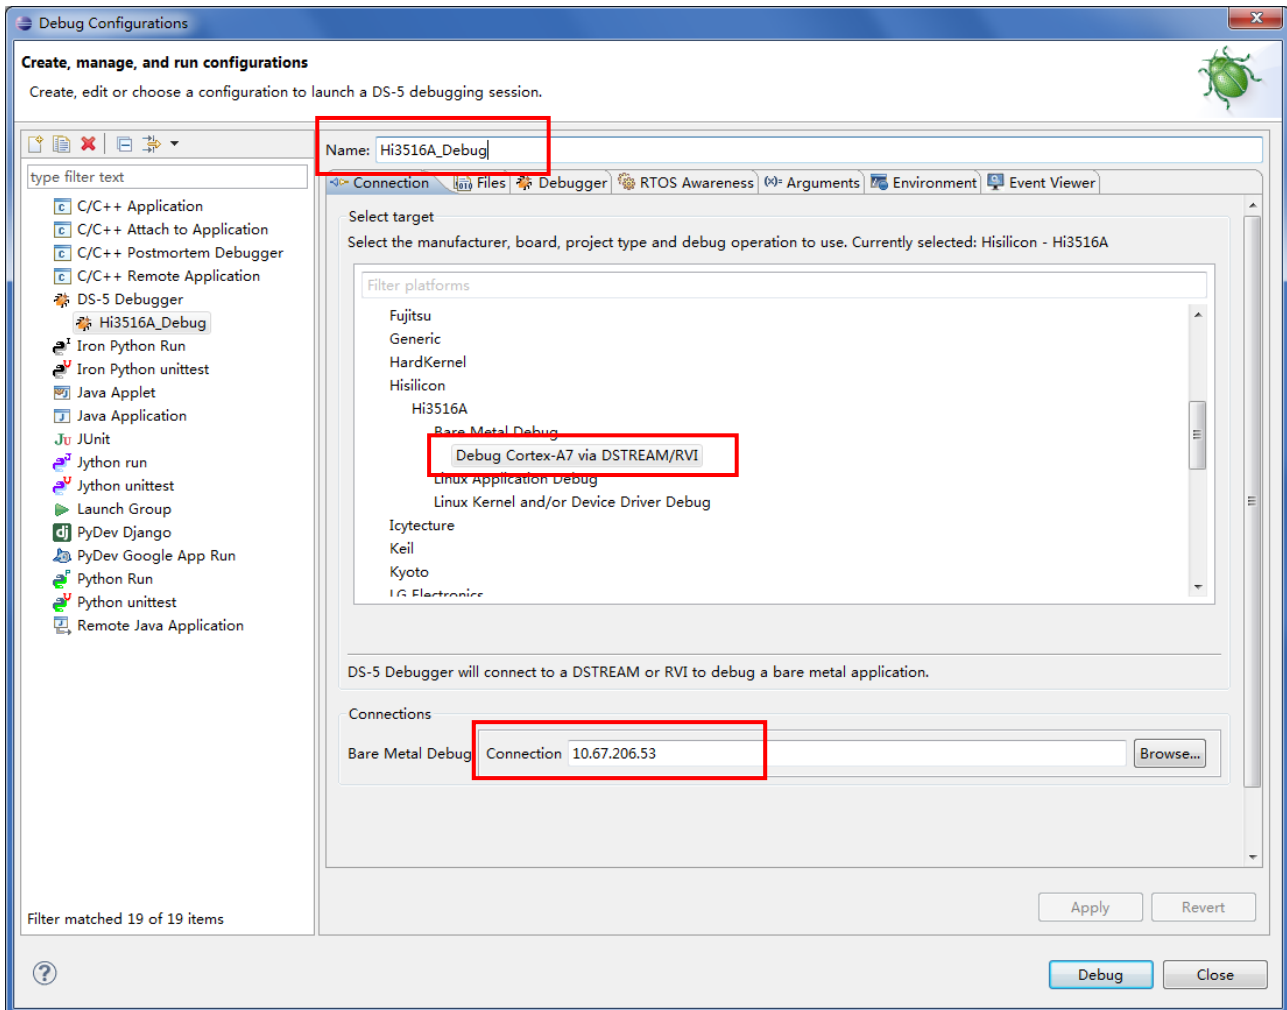 Debug Configurations
Create, manage, and run configurations
Create, edit or choose a configuration to launch a DS-5 debugging session.
type filter text
C/C++ Application
C/C++ Attach to Application
C/C++ Postmortem Debugger
C/C++ Remote Application
DS-5 Debugger
Hi3516A_Debug
Iron Python Run
Iron Python unittest
Java Applet
Java Application
JUnit
Jython run
Jython unittest
Launch Group
PyDev Django
PyDev Google App Run
Python Run
Python unittest
Remote Java Application
Filter matched 19 of 19 items
Name: Hi3516A_Debug
Connection Files Debugger RTOS Awareness Arguments Environment Event Viewer
Select target
Select the manufacturer, board, project type and debug operation to use. Currently selected: Hisilicon - Hi3516A
Filter platforms
Fujitsu
Generic
HardKernel
Hisilicon
Hi3516A
Bare Metal Debug
Debug Cortex-A7 via DSTREAM/RVI
Linux Application Debug
Linux Kernel and/or Device Driver Debug
Icytecture
Keil
Kyoto
LG Electronics
DS-5 Debugger will connect to a DSTREAM or RVI to debug a bare metal application.
Connections
Bare Metal Debug Connection 10.67.206.53 Browse...
Apply Revert
Debug Close